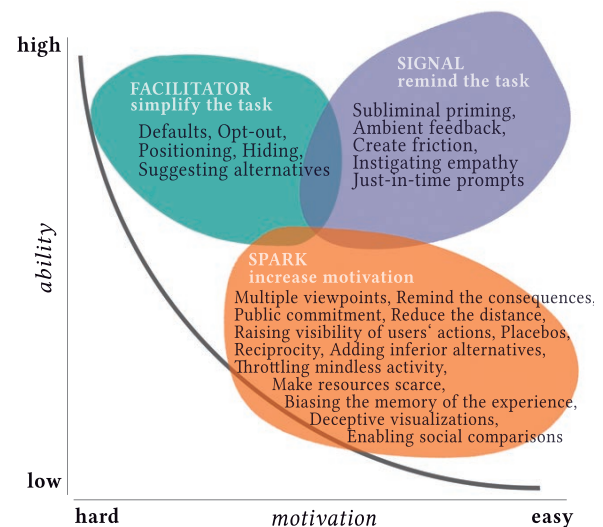 high
SIGNAL
remind the task
FACILITATOR
simplify the task
Subliminal priming,
Ambient feedback,
Create friction,
Instigating empathy
Just-in-time prompts
Defaults, Opt-out,
Positioning, Hiding,
Suggesting alternatives
ability
SPARK
increase motivation
Multiple viewpoints, Remind the consequences,
Public commitment, Reduce the distance,
Raising visibility of users‘ actions, Placebos,
Reciprocity, Adding inferior alternatives,
Throttling mindless activity,
Make resources scarce,
Biasing the memory of the experience,
Deceptive visualizations,
Enabling social comparisons
low
hard
motivation
easy